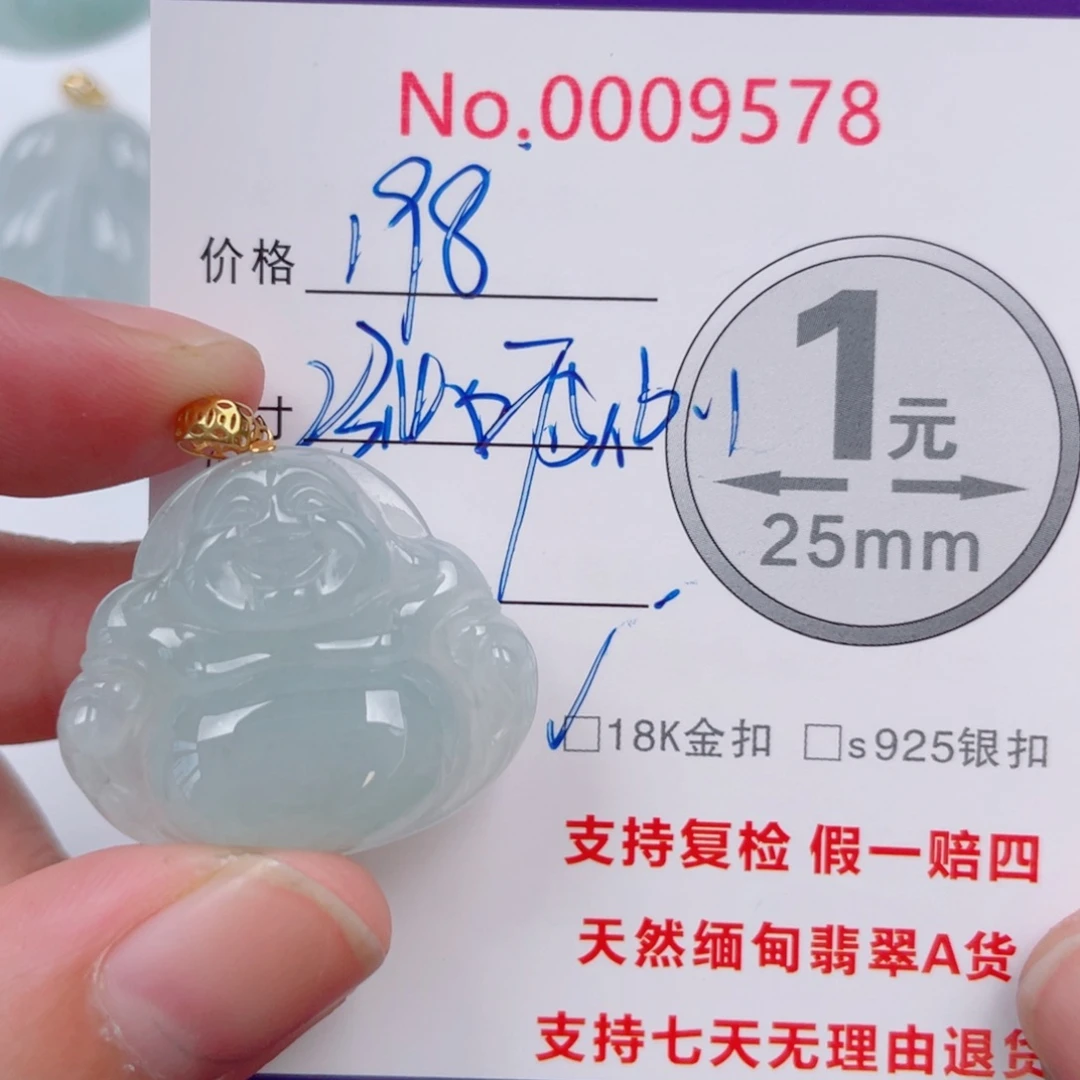 No.0009578
价格 198
寸
1元
25mm
18K金扣 s925银扣
支持复检 假一赔四
天然缅甸翡翠A货
支持七天无理由退货